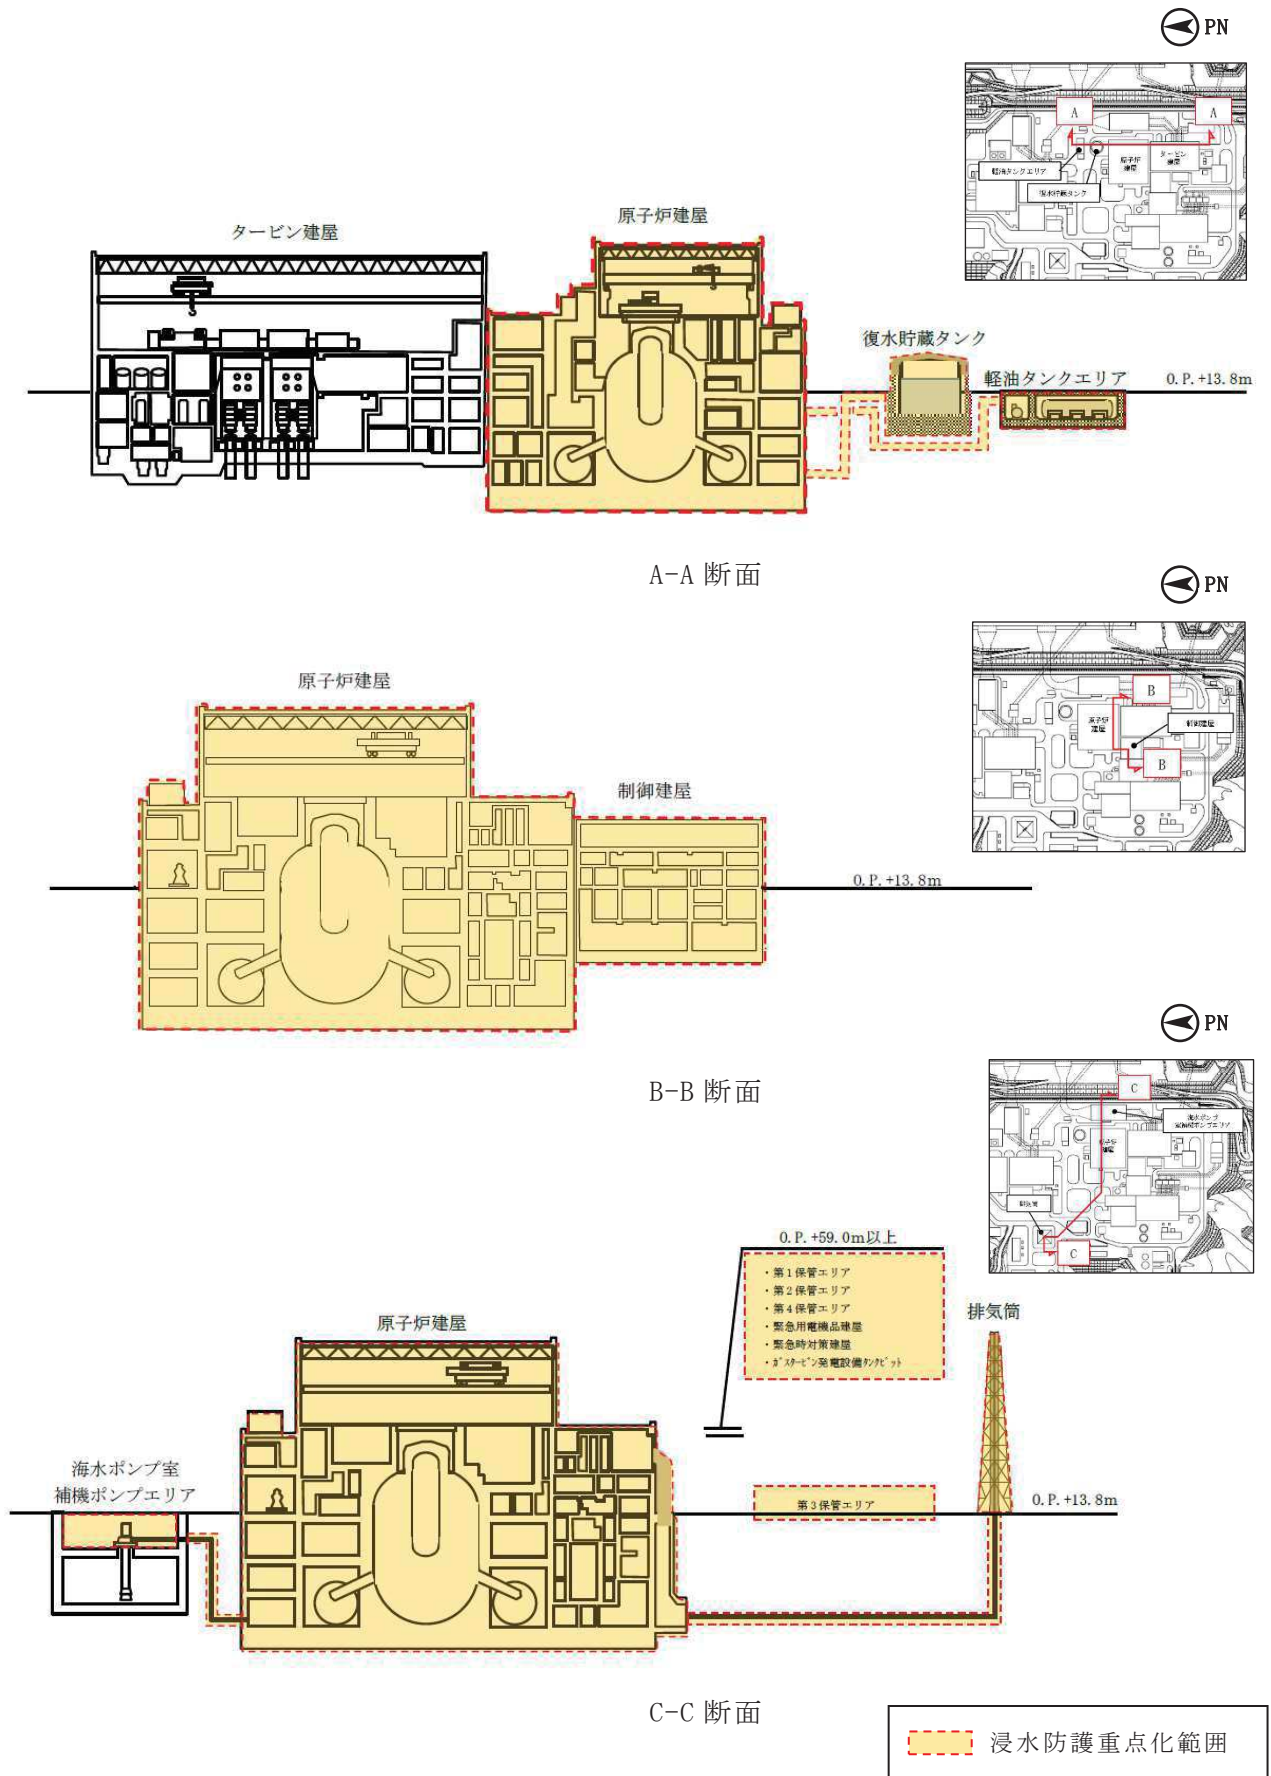 PN
A
A
原子炉
建屋
タービン
建屋
軽油タンクエリア
復水貯蔵タンク
タービン建屋
原子炉建屋
復水貯蔵タンク
軽油タンクエリア
O.P.+13.8m
A-A 断面
PN
B
原子炉
建屋
制御建屋
B
原子炉建屋
制御建屋
O.P.+13.8m
B-B 断面
PN
C
海水ポンプ
室補機ポンプエリア
原子炉
建屋
排気筒
C
O.P.+59.0m以上
・第1保管エリア
・第2保管エリア
・第4保管エリア
・緊急用電機品建屋
・緊急時対策建屋
・ガスタービン発電設備タンクピット
排気筒
原子炉建屋
海水ポンプ室
補機ポンプエリア
第3保管エリア
O.P.+13.8m
C-C 断面
浸水防護重点化範囲